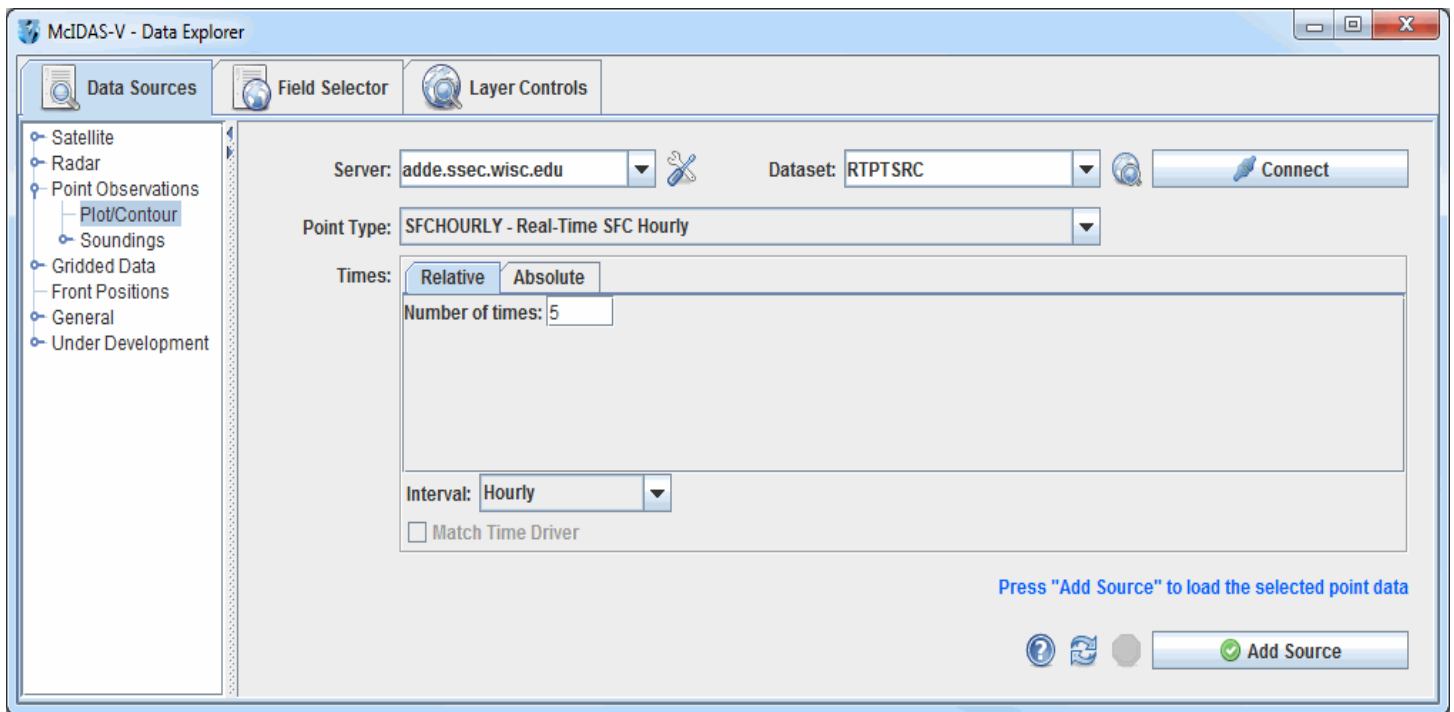 McIDAS-V - Data Explorer
Data Sources
Field Selector
Layer Controls
Satellite
Radar
Point Observations
Plot/Contour
Soundings
Gridded Data
Front Positions
General
Under Development
Server: adde.ssec.wisc.edu
Dataset: RTPTSRC
Connect
Point Type: SFCHOURLY - Real-Time SFC Hourly
Times:
Relative
Absolute
Number of times: 5
Interval: Hourly
Match Time Driver
Press "Add Source" to load the selected point data
Add Source